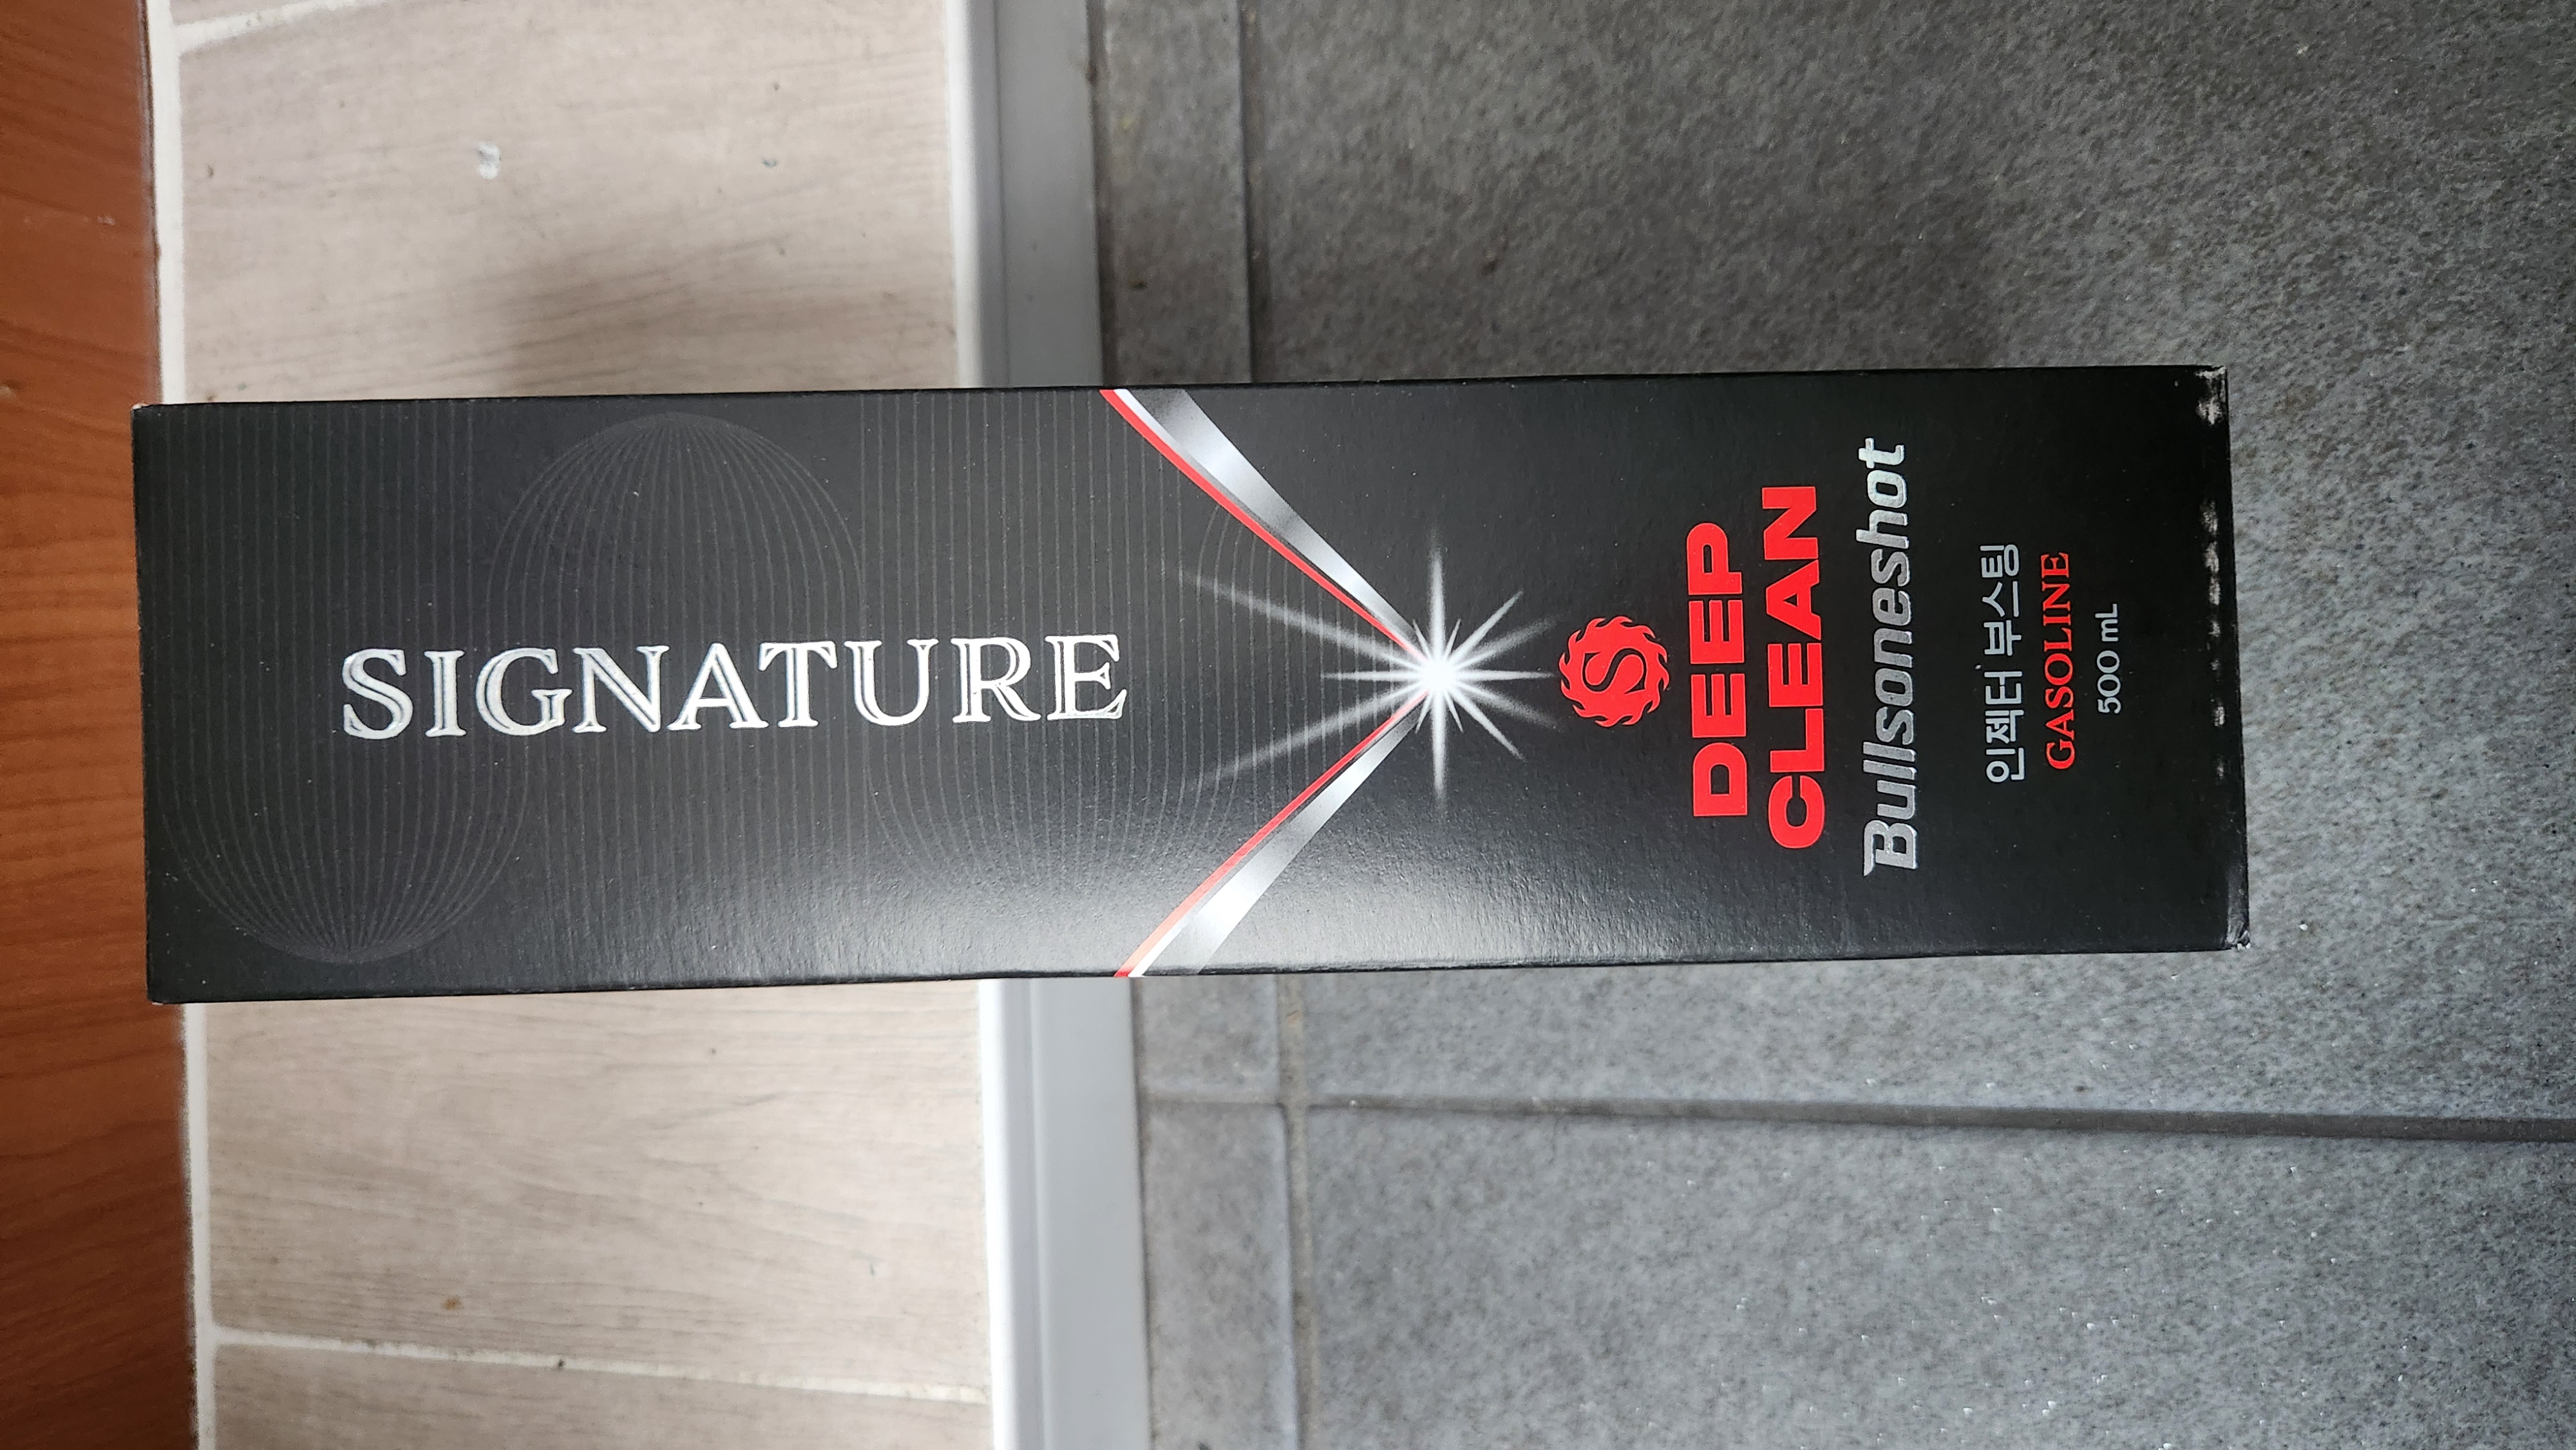 SIGNATURE
DEEP
CLEAN
Bullsoneshot
인젝터 부스팅
GASOLINE
500 mL